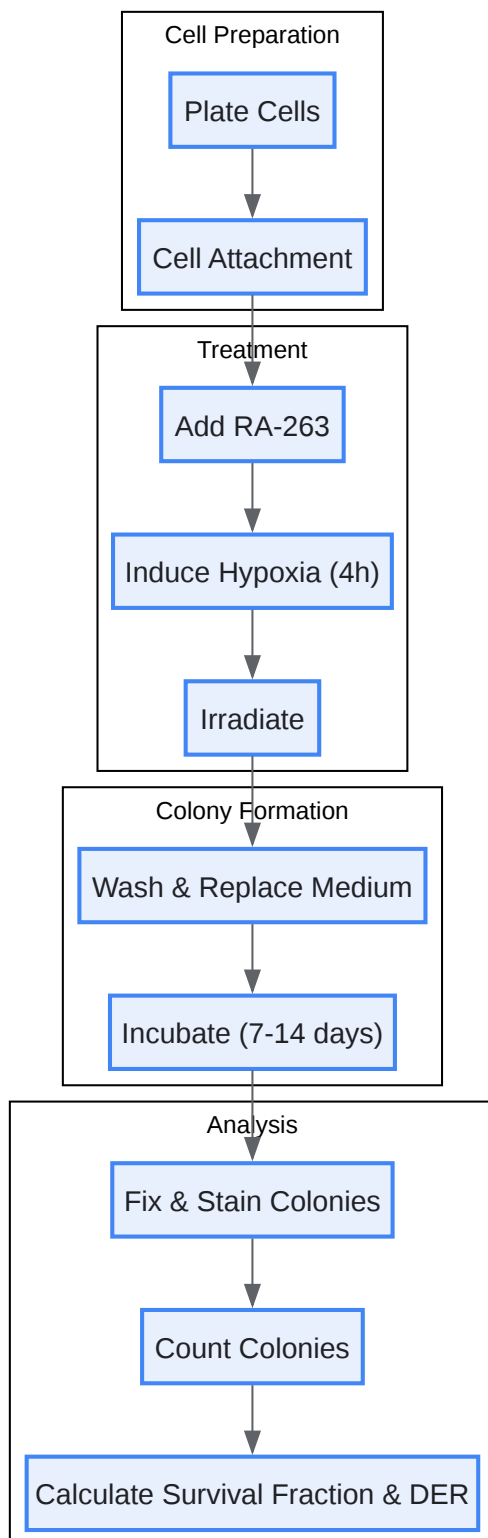 Cell Preparation
Plate Cells
Cell Attachment
Treatment
Add RA-263
Induce Hypoxia (4h)
Irradiate
Colony Formation
Wash & Replace Medium
Incubate (7-14 days)
Analysis
Fix & Stain Colonies
Count Colonies
Calculate Survival Fraction & DER